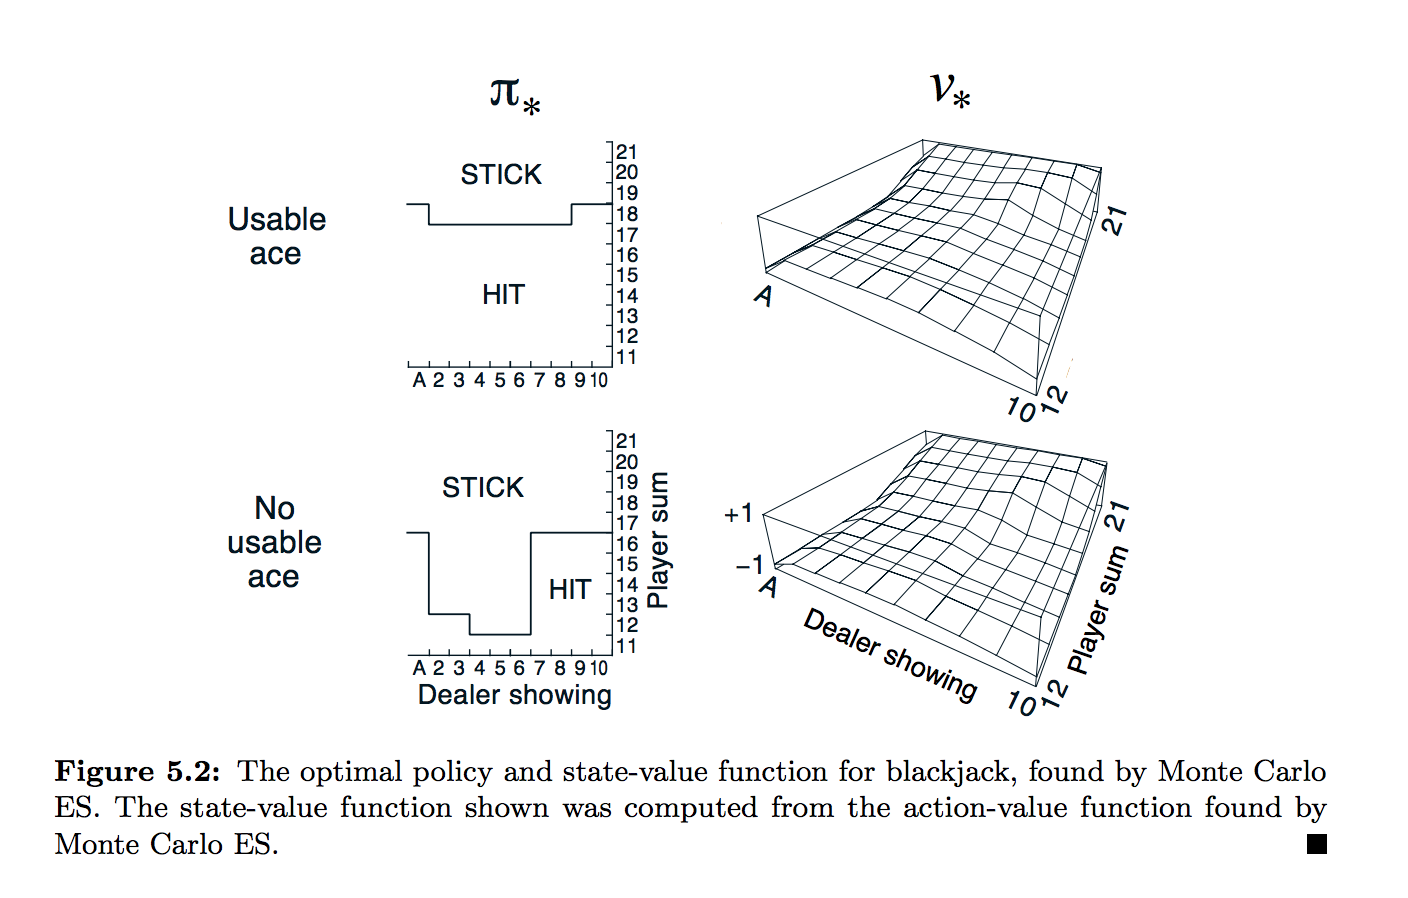 π* v*
STICK
HIT
Usable
ace
21
20
19
18
17
16
15
14
13
12
11
A 2 3 4 5 6 7 8 9 10
A
21
10
12
STICK
HIT
No
usable
ace
21
20
19
18
17
16
15
14
13
12
11
Player sum
A 2 3 4 5 6 7 8 9 10
Dealer showing
+1
−1
A
Dealer showing
10
12
Player sum
21
Figure 5.2: The optimal policy and state-value function for blackjack, found by Monte Carlo
ES. The state-value function shown was computed from the action-value function found by
Monte Carlo ES.